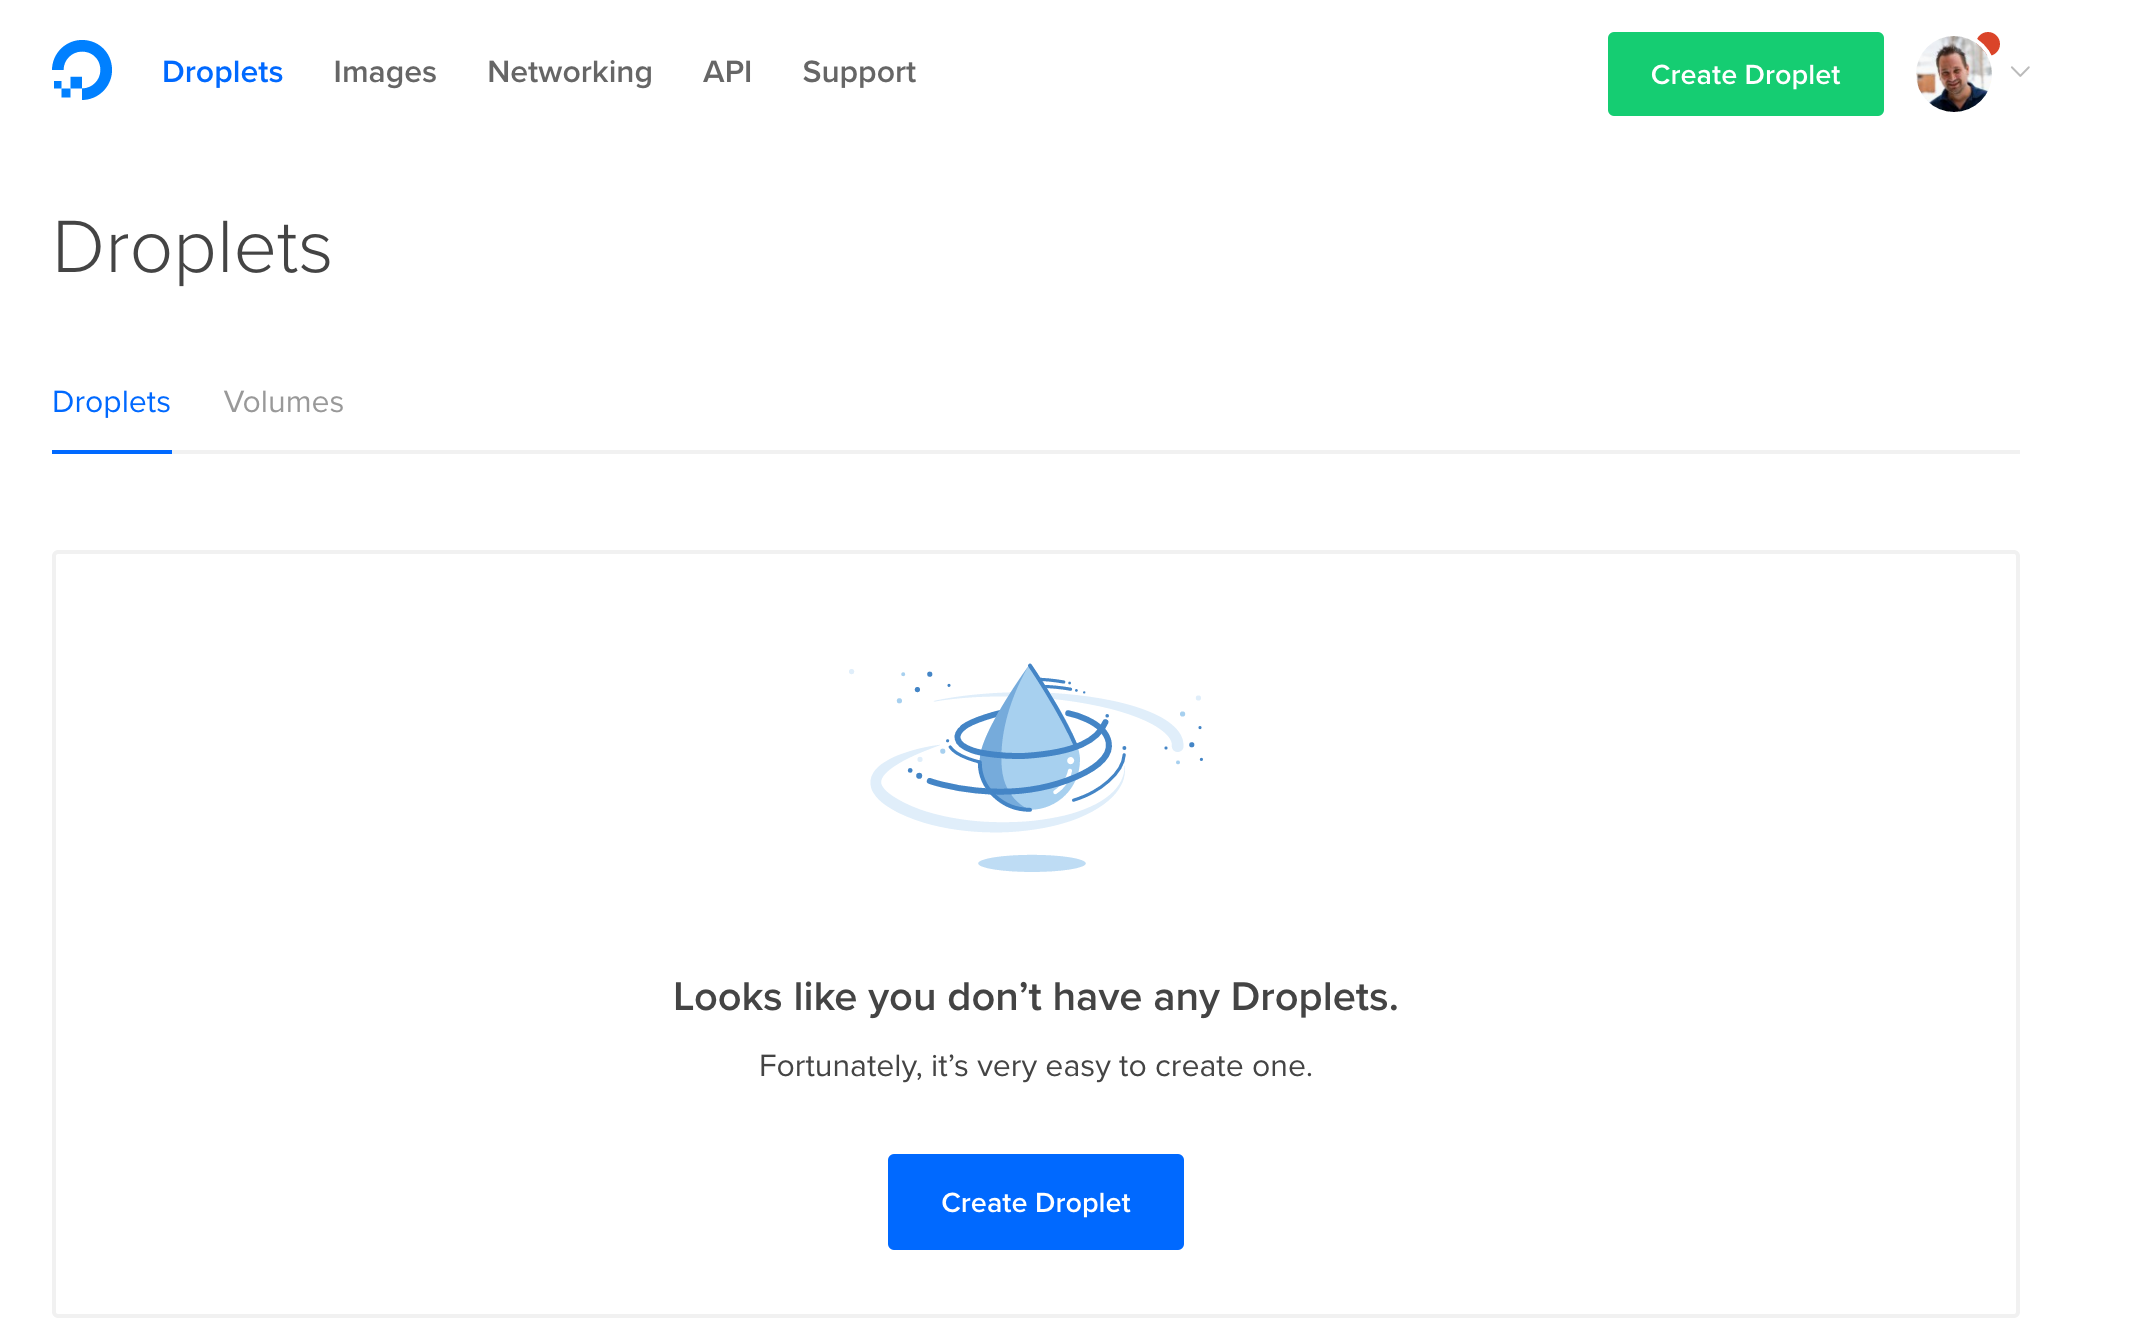 Droplets Images Networking API Support Create Droplet
Droplets
Droplets Volumes
Looks like you don’t have any Droplets.
Fortunately, it’s very easy to create one.
Create Droplet